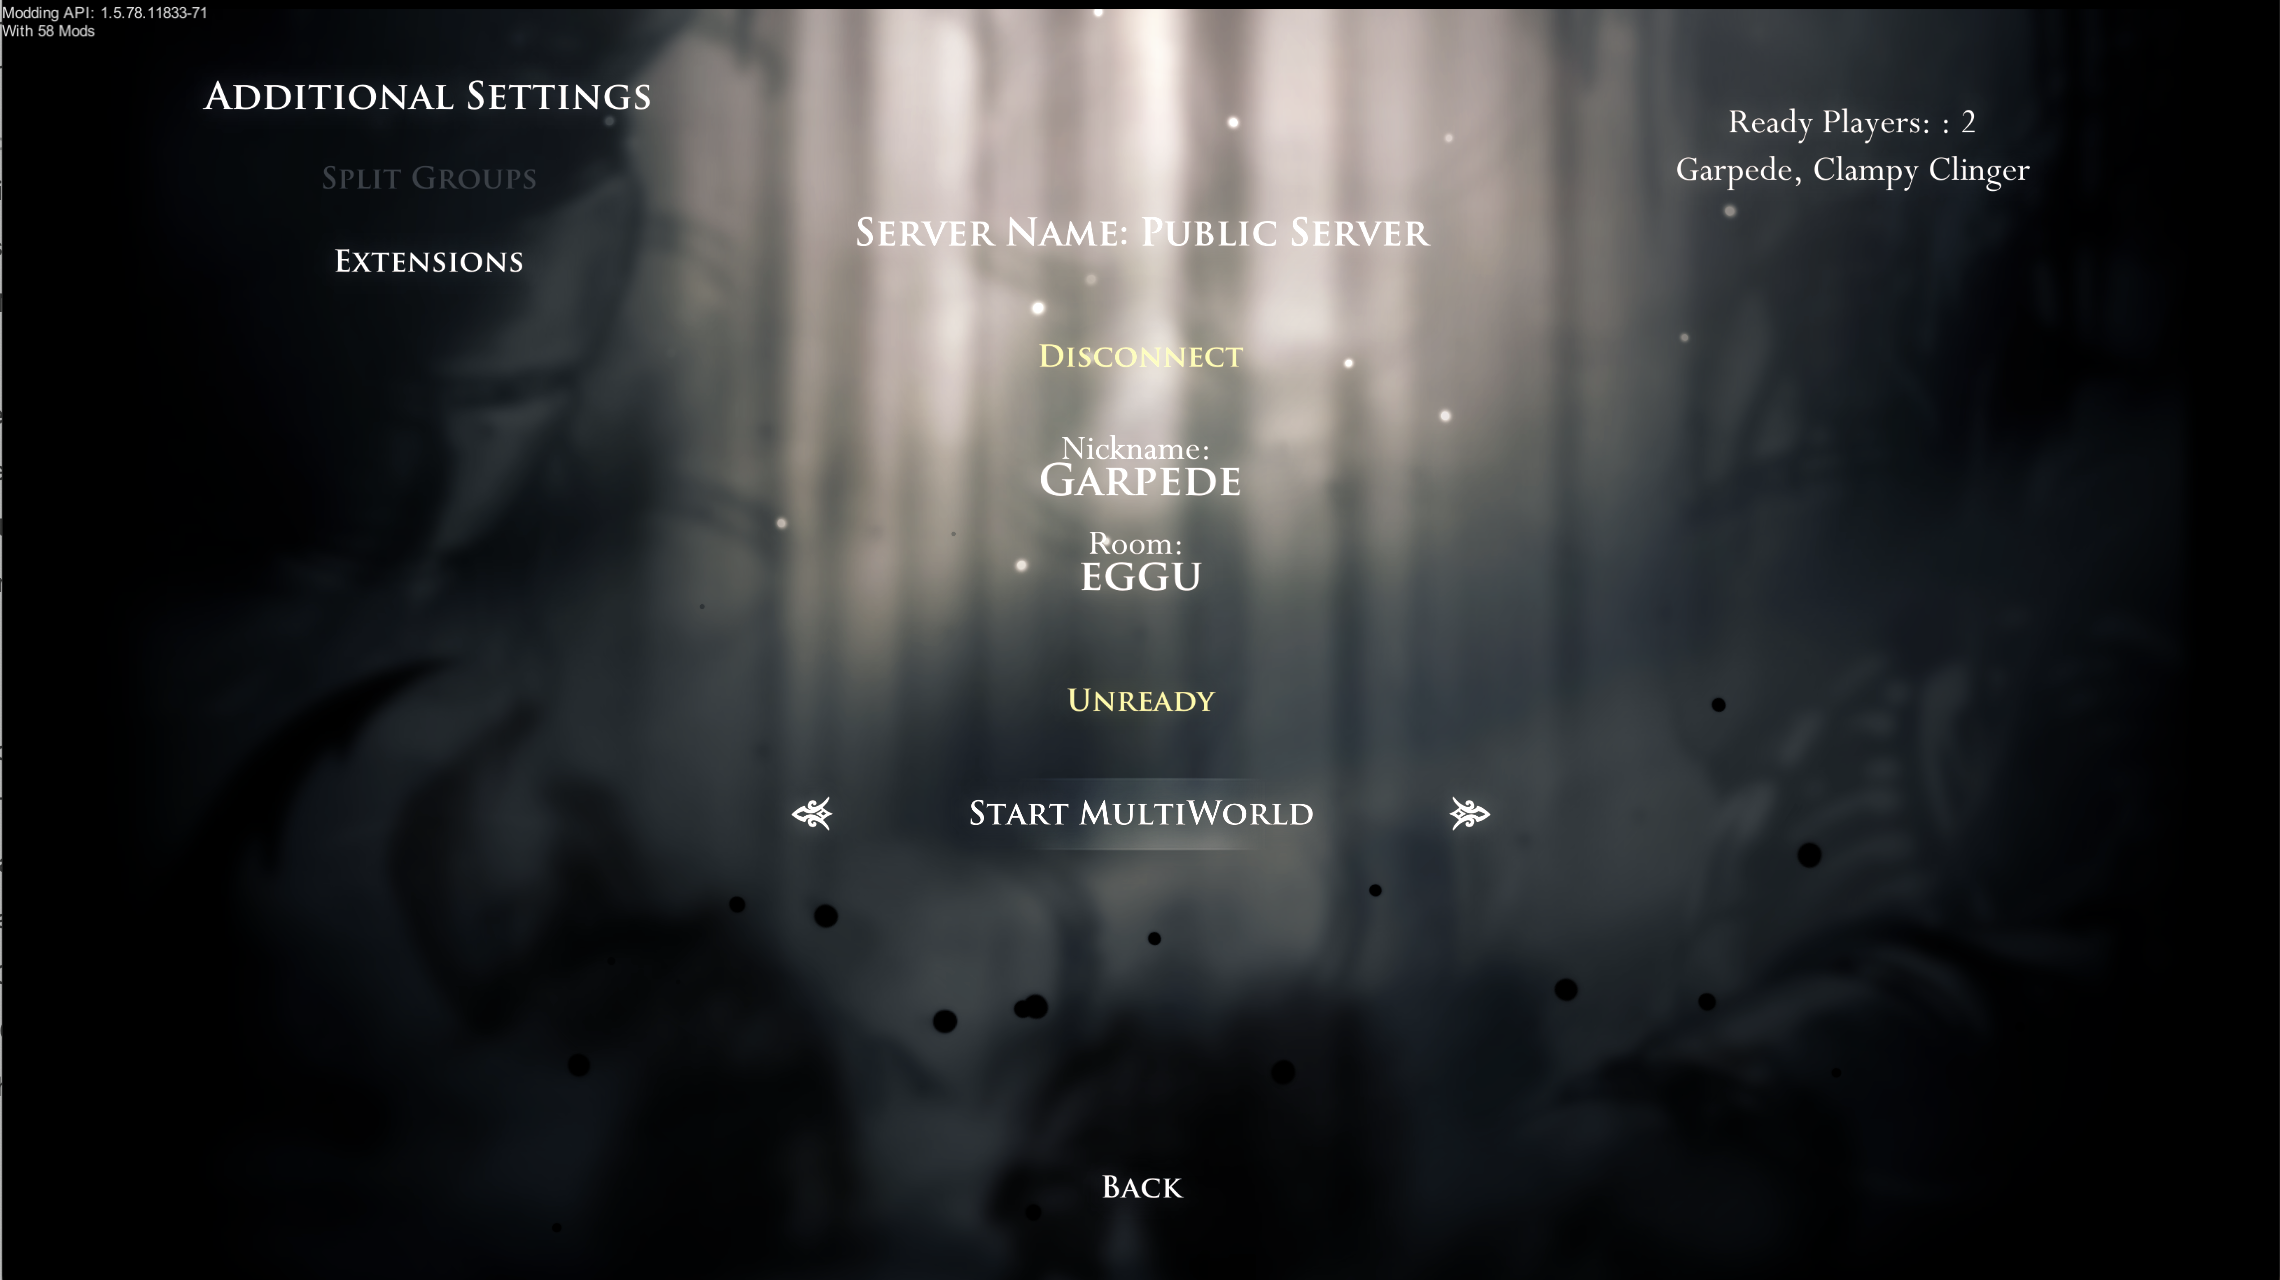 Modding API: 1.5.78.11833-71
With 58 Mods
Additional Settings
Split Groups
Extensions
Ready Players: : 2
Garpede, Clampy Clinger
Server Name: Public Server
Disconnect
Nickname:
Garpede
Room:
EGGU
Unready
Start MultiWorld
Back